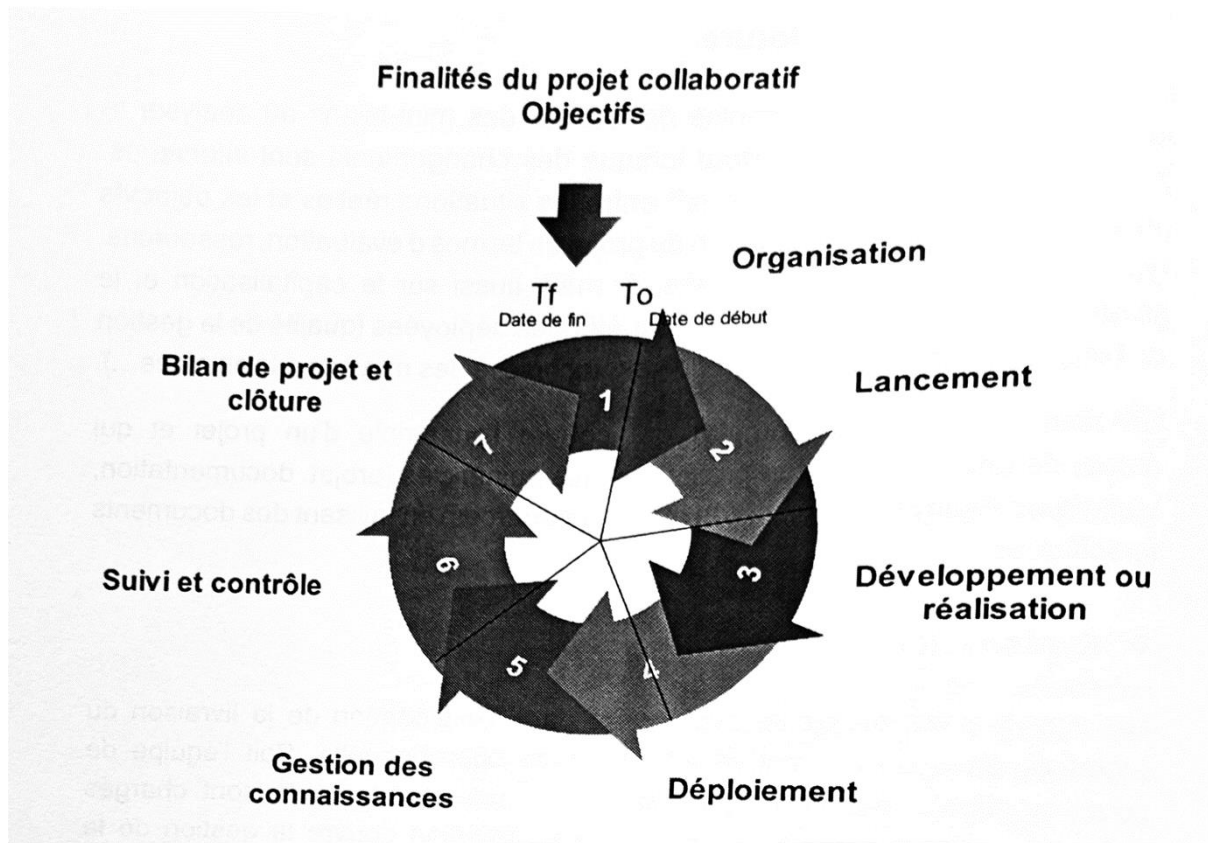 Finalités du projet collaboratif
Objectifs
Organisation
Tf
To
Date de fin
Date de début
Bilan de projet et
clôture
Lancement
1
2
7
3
6
Suivi et contrôle
Développement ou
réalisation
5
4
Gestion des
connaissances
Déploiement